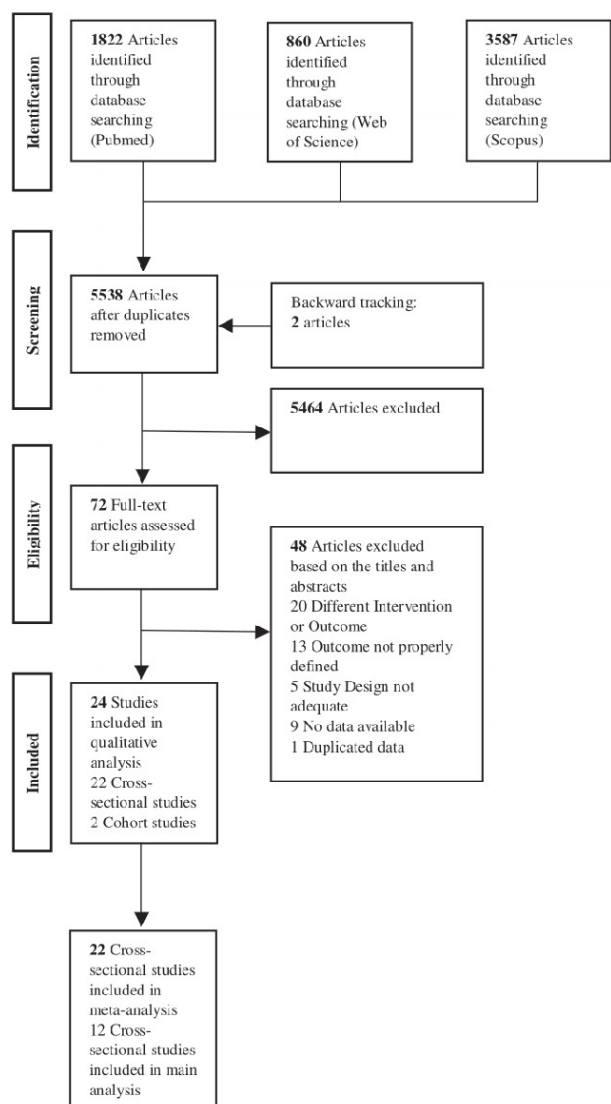 Identification
1822 Articles
identified
through
database
searching
(Pubmed)
860 Articles
identified
through
database
searching (Web
of Science)
3587 Articles
identified
through
database
searching
(Scopus)
Screening
5538 Articles
after duplicates
removed
Backward tracking:
2 articles
5464 Articles excluded
Eligibility
72 Full-text
articles assessed
for eligibility
48 Articles excluded
based on the titles and
abstracts
20 Different Intervention
or Outcome
13 Outcome not properly
defined
5 Study Design not
adequate
9 No data available
1 Duplicated data
Included
24 Studies
included in
qualitative
analysis
22 Cross-
sectional studies
2 Cohort studies
22 Cross-
sectional studies
included in
meta-analysis
12 Cross-
sectional studies
included in main
analysis